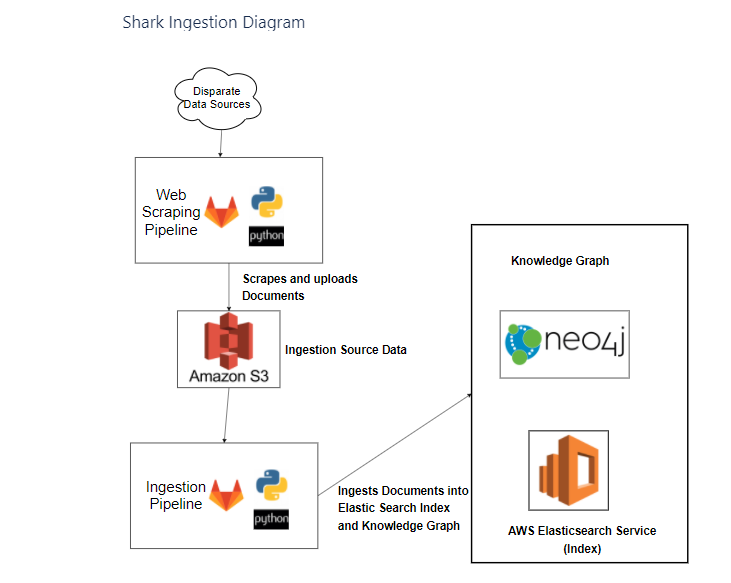 Shark Ingestion Diagram
Disparate
Data Sources
Web
Scraping
Pipeline
python
Scrapes and uploads
Documents
Amazon S3
Ingestion Source Data
Ingestion
Pipeline
python
Ingests Documents into
Elastic Search Index
and Knowledge Graph
Knowledge Graph
neo4j
AWS Elasticsearch Service
(Index)